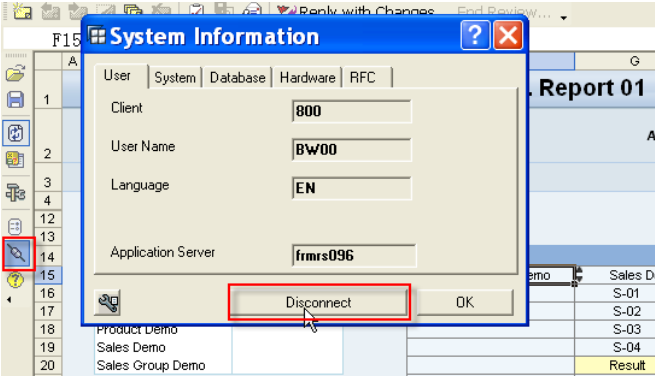 Reply with Changes... End Review...
F15
System Information
A
G
User System Database Hardware RFC
1
. Report 01
Client
800
User Name
BW00
2
A
Language
EN
3
4
12
13
Application Server
frmrs096
14
15
emo
Sales D
16
Disconnect
OK
S-01
17
S-02
18
Product Demo
S-03
19
Sales Demo
S-04
20
Sales Group Demo
Result